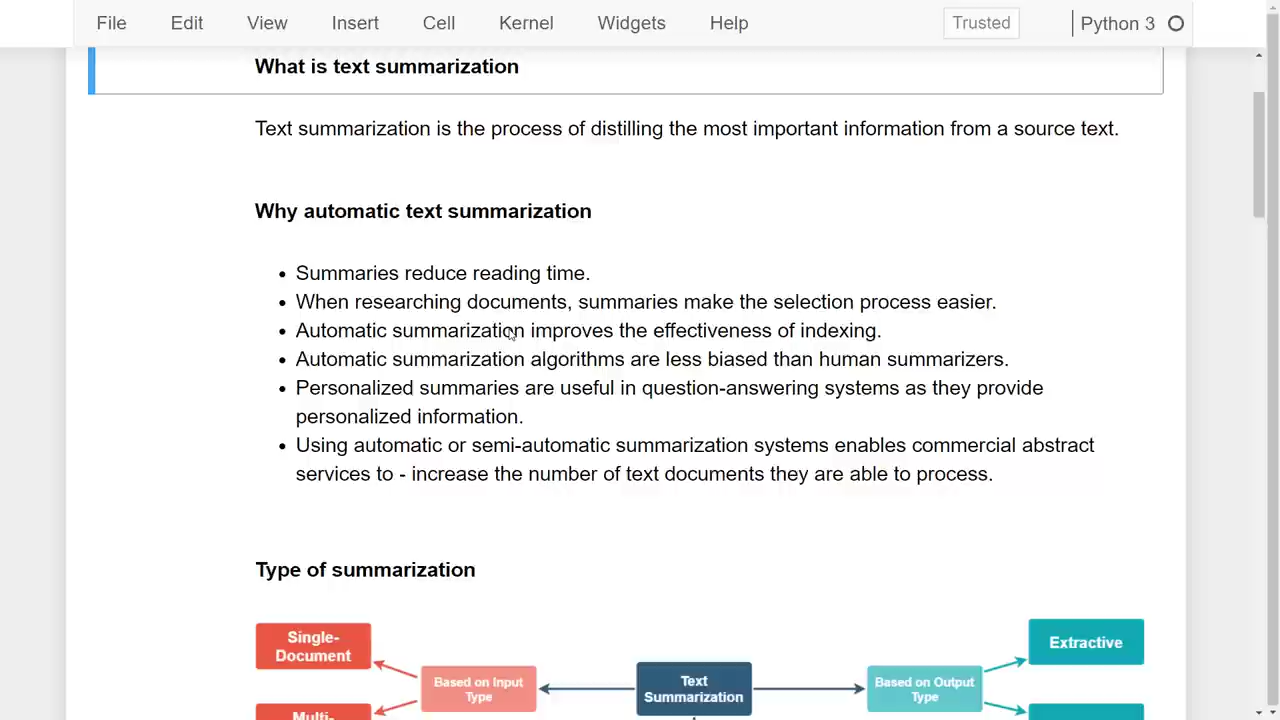 File Edit View Insert Cell Kernel Widgets Help Trusted Python 3
What is text summarization
Text summarization is the process of distilling the most important information from a source text.
Why automatic text summarization
Summaries reduce reading time.
When researching documents, summaries make the selection process easier.
Automatic summarization improves the effectiveness of indexing.
Automatic summarization algorithms are less biased than human summarizers.
Personalized summaries are useful in question-answering systems as they provide
personalized information.
Using automatic or semi-automatic summarization systems enables commercial abstract
services to - increase the number of text documents they are able to process.
Type of summarization
Single-
Document
Extractive
Based on Input
Type
Text
Summarization
Based on Output
Type
Multi-